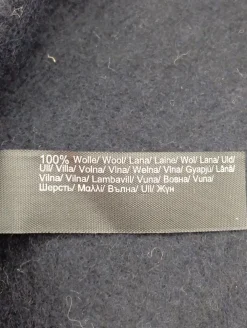 100% Wolle/ Wool/ Lana/ Laine/ Wol/ Lana/ Uld/
Ull/ Villa/ Volna/ Vlna/ Wełna/ Vlna/ Gyapjú/ Lână/
Vilna/ Vilna/ Lambavill/ Vuna/ Вовна/ Vuna/
Шерсть/ Μαλλί/ Вълна/ Ull/ Жүн